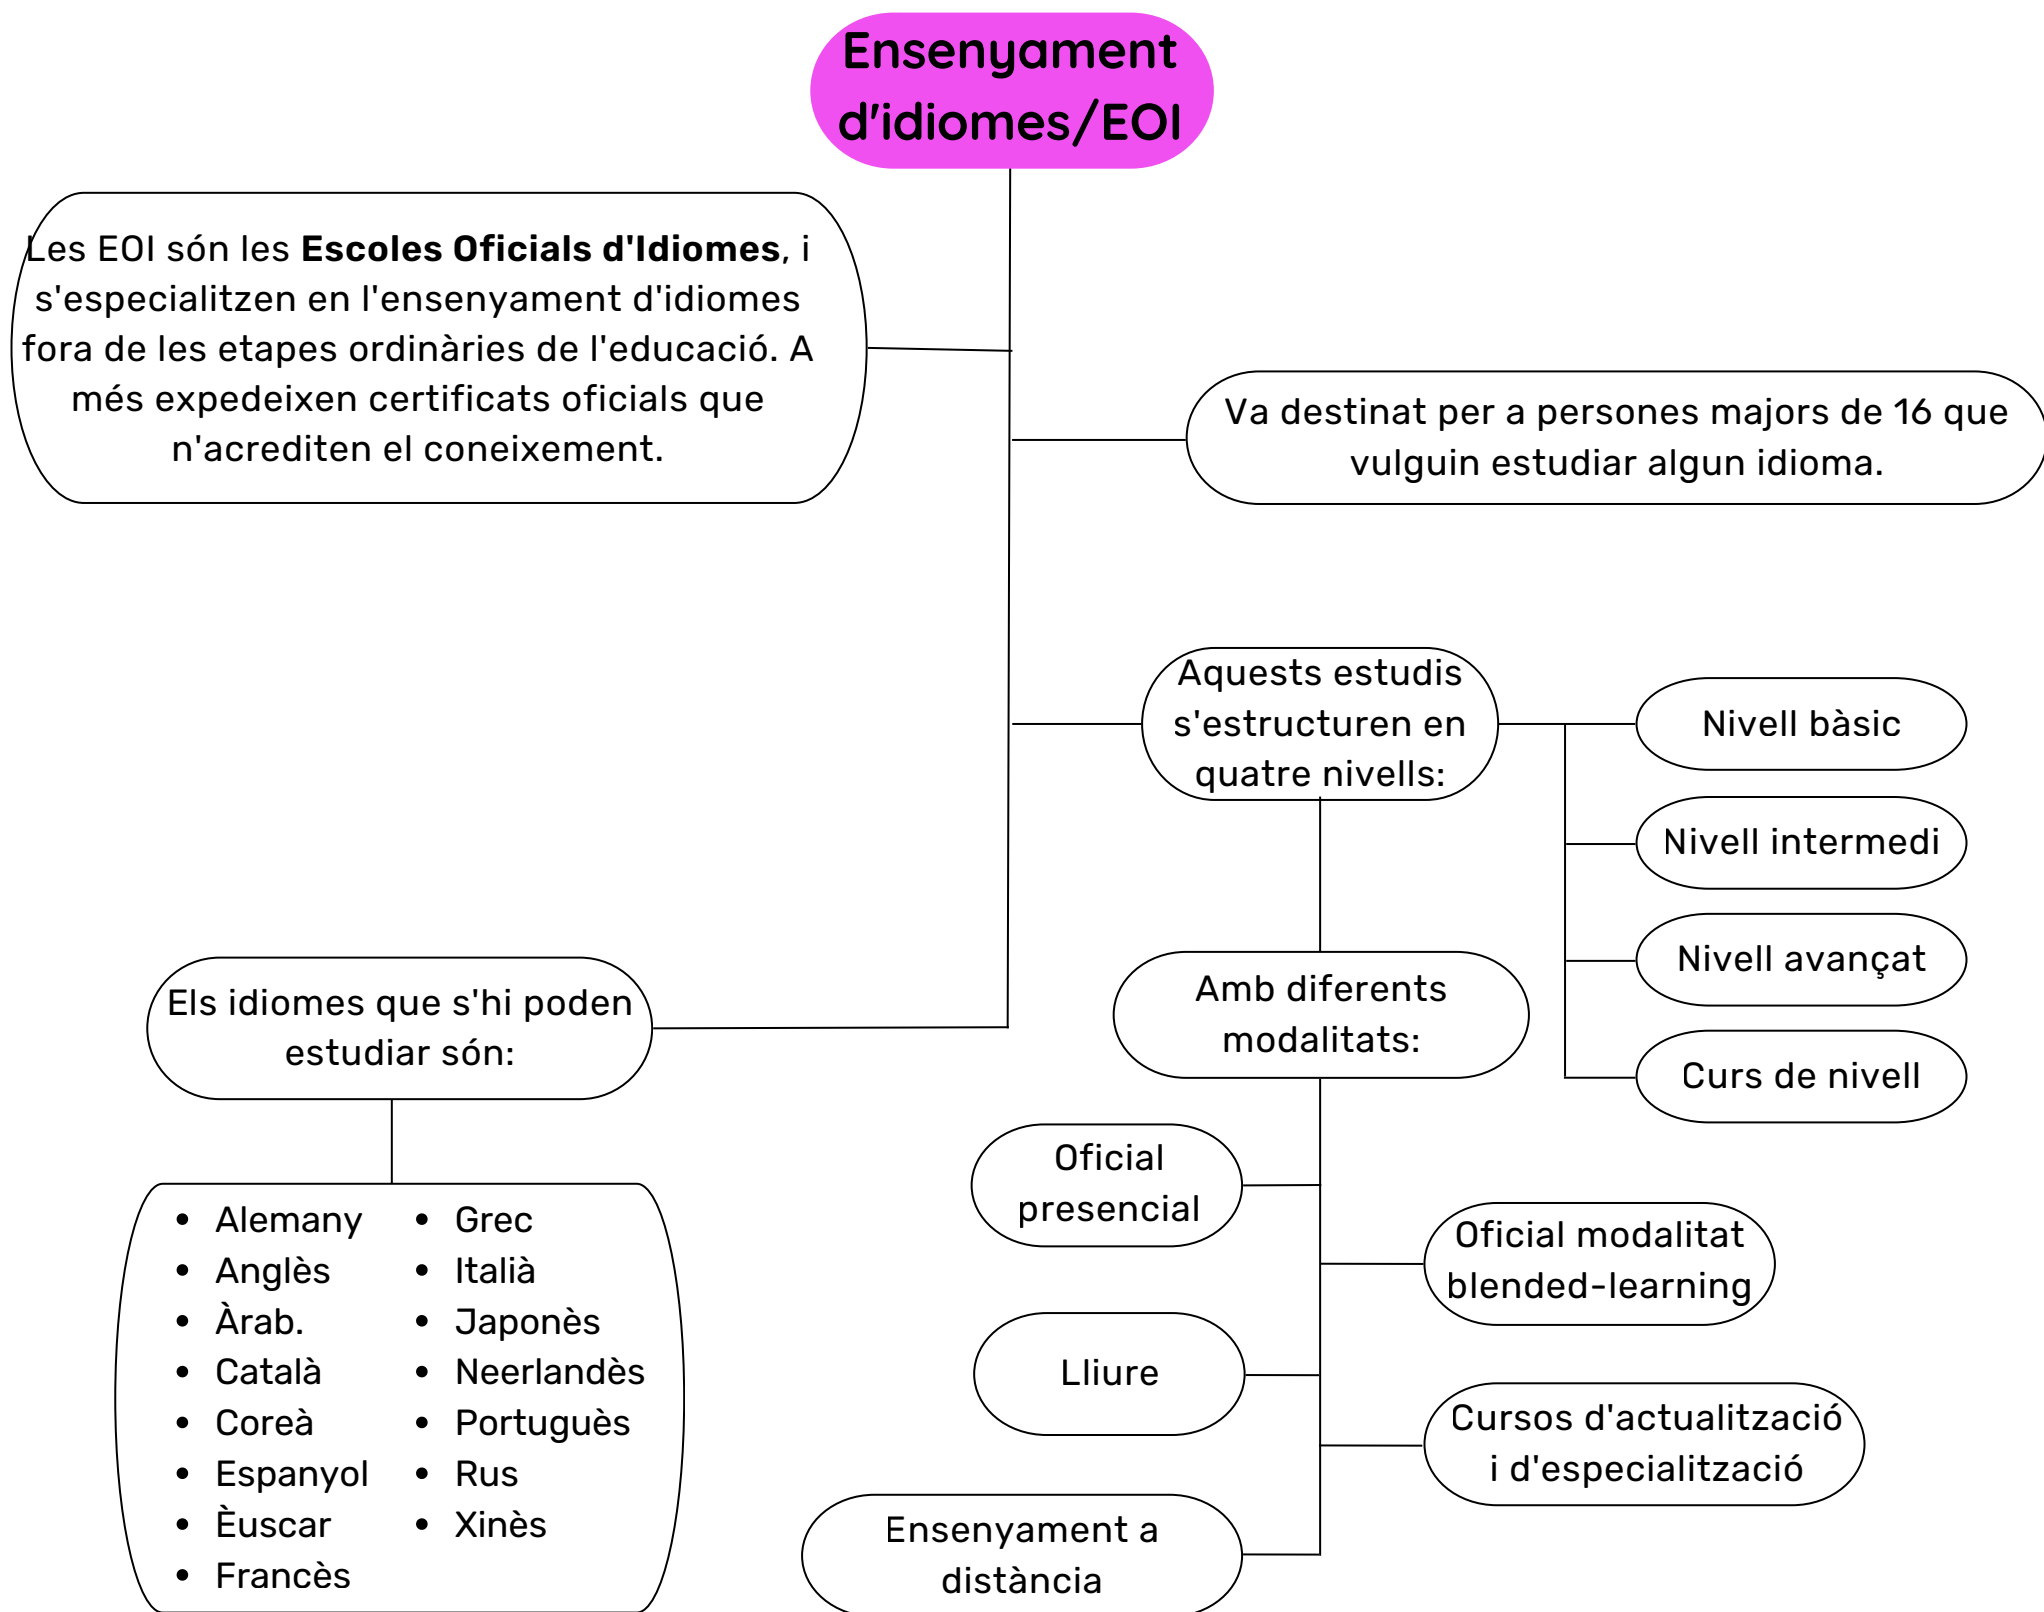 Ensenyament
d'idiomes/EOI
Les EOI són les Escoles Oficials d'Idiomes, i
s'especialitzen en l'ensenyament d'idiomes
fora de les etapes ordinàries de l'educació. A
més expedeixen certificats oficials que
n'acrediten el coneixement.
Va destinat per a persones majors de 16 que
vulguin estudiar algun idioma.
Aquests estudis
s'estructuren en
quatre nivells:
Nivell bàsic
Nivell intermedi
Nivell avançat
Curs de nivell
Amb diferents
modalitats:
Oficial
presencial
Oficial modalitat
blended-learning
Lliure
Cursos d'actualització
i d'especialització
Ensenyament a
distància
Els idiomes que s'hi poden
estudiar són:
• Alemany
• Anglès
• Àrab.
• Català
• Coreà
• Espanyol
• Èuscar
• Francès
• Grec
• Italià
• Japonès
• Neerlandès
• Portuguès
• Rus
• Xinès